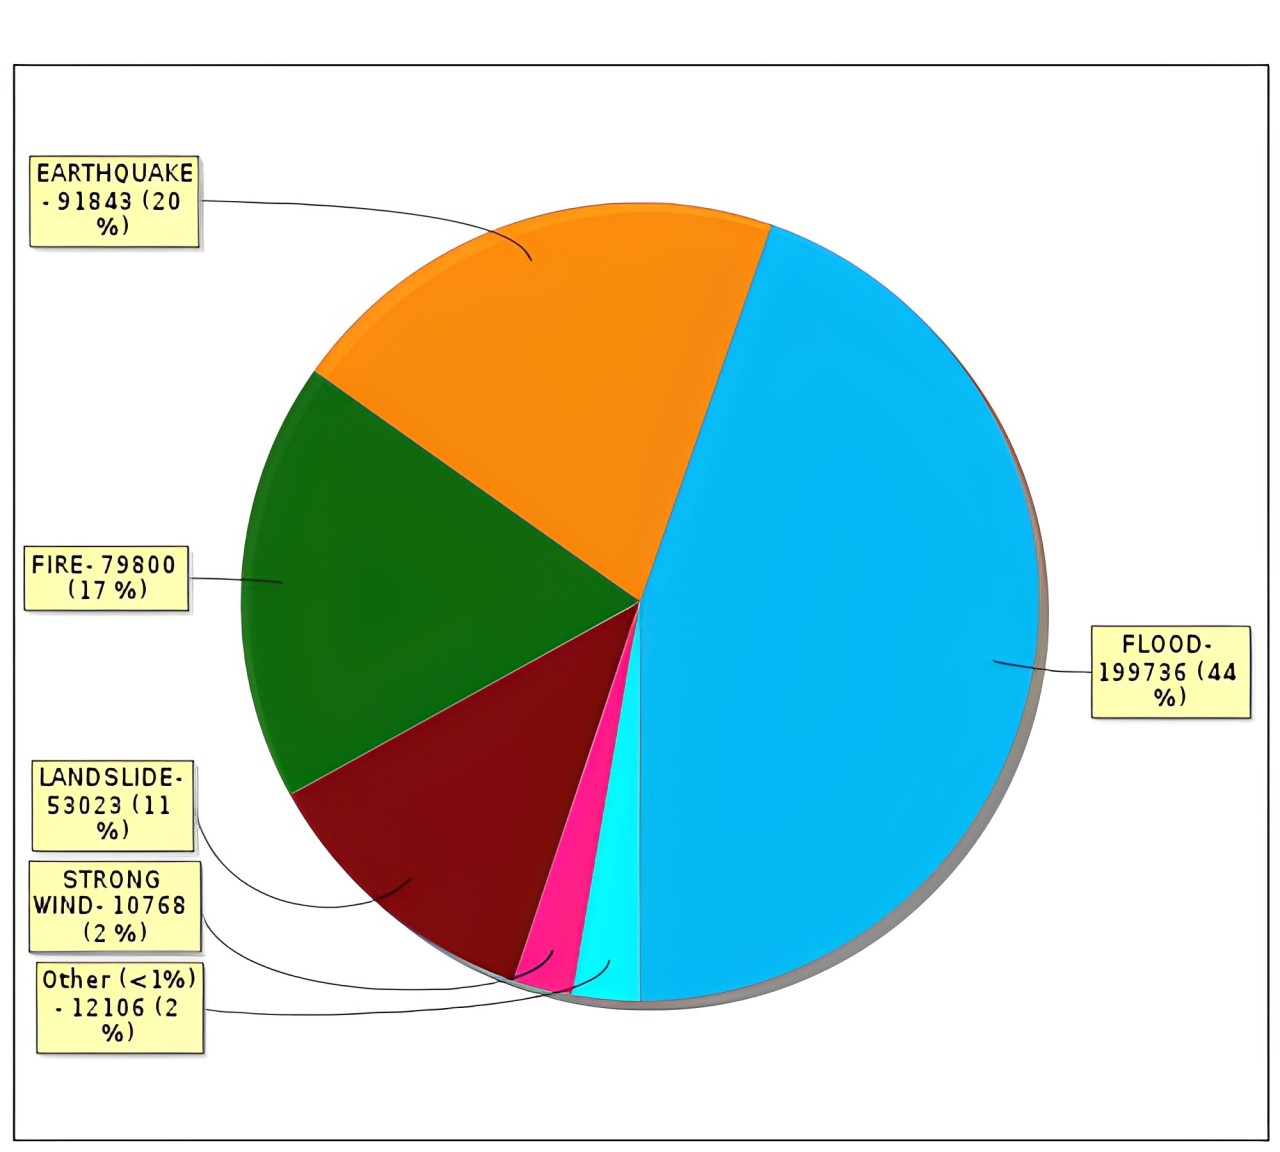 EARTHQUAKE
- 91843 (20
%)
FIRE- 79800
(17 %)
FLOOD-
199736 (44
%)
LANDSLIDE-
53023 (11
%)
STRONG
WIND- 10768
(2 %)
Other (<1%)
- 12106 (2
%)